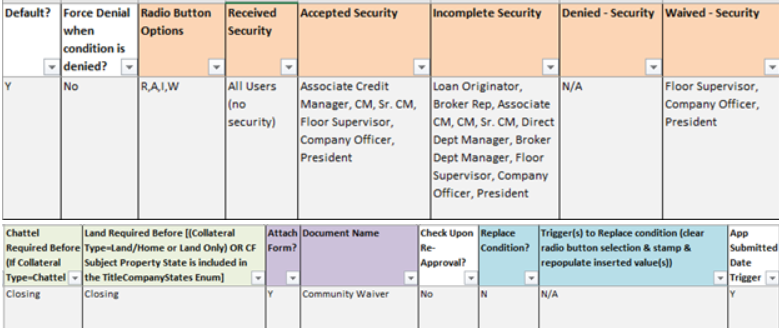 Default?
Force Denial
when
condition is
denied?
Radio Button
Options
Received
Security
Accepted Security
Incomplete Security
Denied - Security
Waived - Security
Y
No
R,A,I,W
All Users
(no
security)
Associate Credit
Manager, CM, Sr. CM,
Floor Supervisor,
Company Officer,
President
Loan Originator,
Broker Rep, Associate
CM, CM, Sr. CM, Direct
Dept Manager, Broker
Dept Manager, Floor
Supervisor, Company
Officer, President
N/A
Floor Supervisor,
Company Officer,
President
Chattel
Required Before
(If Collateral
Type=Chattel
Land Required Before [(Collateral
Type=Land/Home or Land Only) OR CF
Subject Property State is included in
the TitleCompanyStates Enum]
Attach
Form?
Document Name
Check Upon
Re-
Approval?
Replace
Condition?
Trigger(s) to Replace condition (clear
radio button selection & stamp &
repopulate inserted value(s))
App
Submitted
Date
Trigger
Closing
Closing
Y
Community Waiver
No
N
N/A
Y